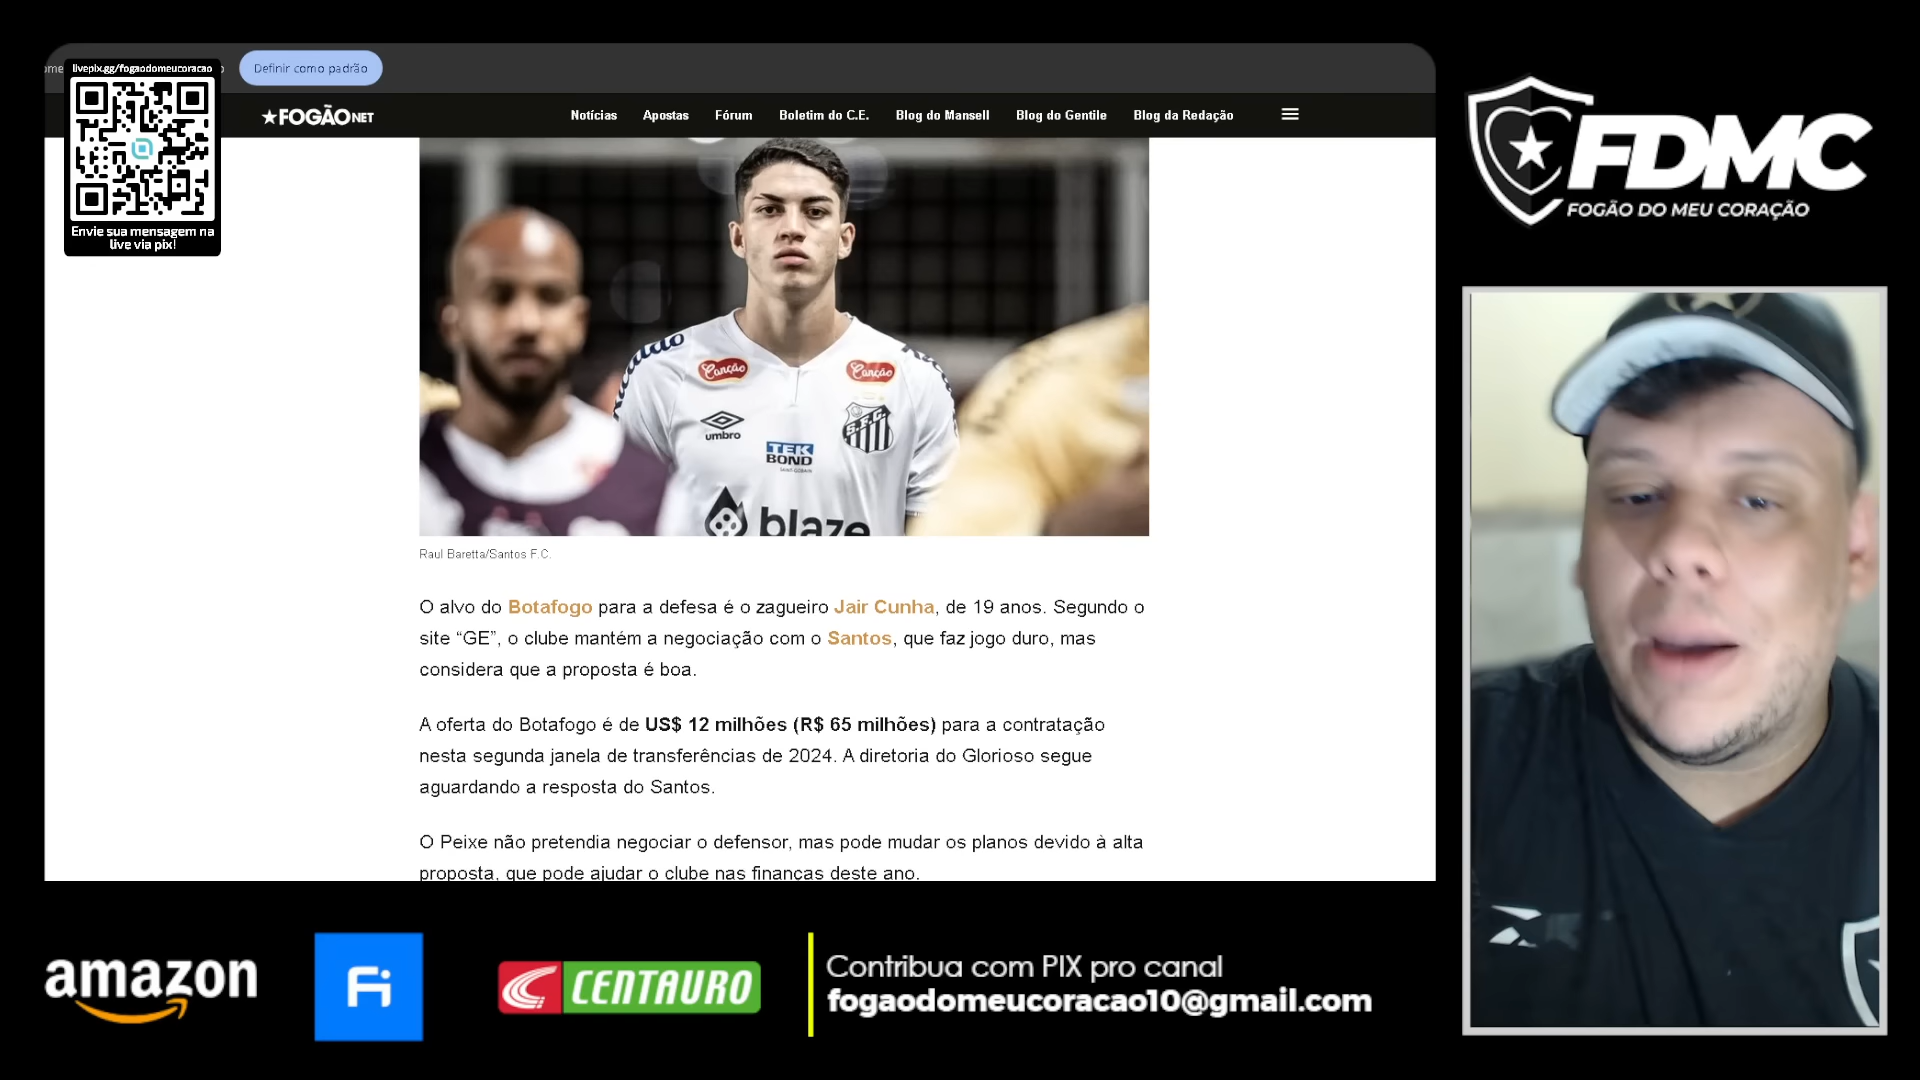 Definir como padrão
livepix.gg/fogaodomeucoracao
Envie sua mensagem na
live via pix!
FOGÃONET
Notícias
Apostas
Fórum
Boletim do C.E.
Blog do Mansell
Blog do Gentile
Blog da Redação
Canção
Canção
umbro
S.F.C.
TEK
BOND
blaze
Raul Baretta/Santos F.C.
O alvo do Botafogo para a defesa é o zagueiro Jair Cunha, de 19 anos. Segundo o
site “GE”, o clube mantém a negociação com o Santos, que faz jogo duro, mas
considera que a proposta é boa.
A oferta do Botafogo é de US$ 12 milhões (R$ 65 milhões) para a contratação
nesta segunda janela de transferências de 2024. A diretoria do Glorioso segue
aguardando a resposta do Santos.
O Peixe não pretendia negociar o defensor, mas pode mudar os planos devido à alta
proposta, que pode ajudar o clube nas finanças deste ano.
FDMC
FOGÃO DO MEU CORAÇÃO
amazon
Fi
CENTAURO
Contribua com PIX pro canal
fogaodomeucoracao10@gmail.com